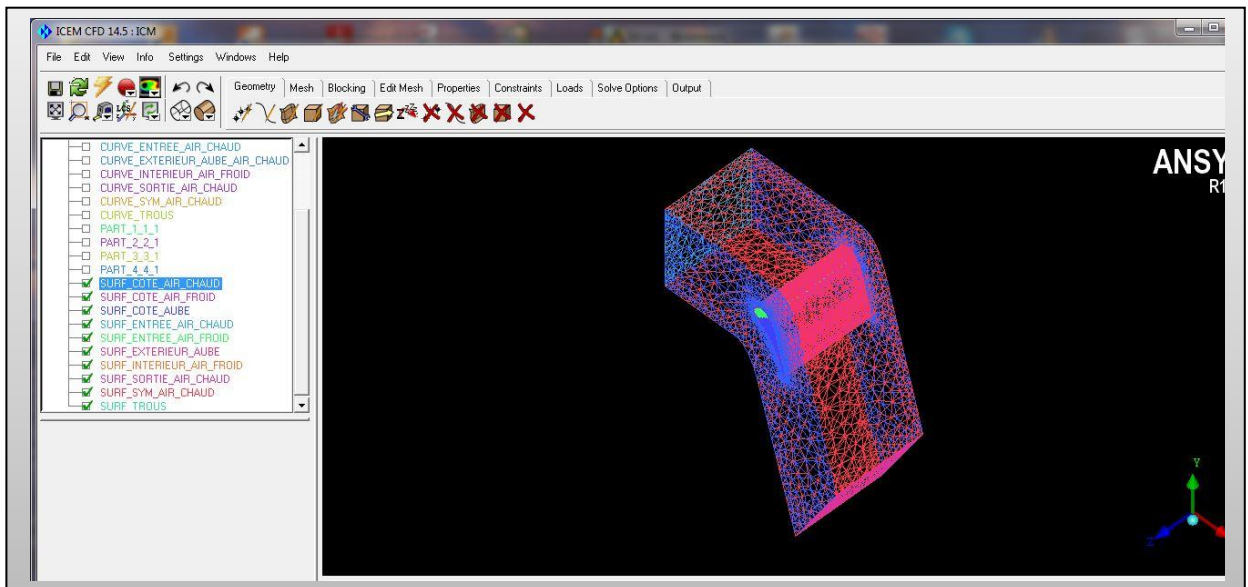 ICEM CFD 14.5 : ICM
File Edit View Info Settings Windows Help
Geometry Mesh Blocking Edit Mesh Properties Constraints Loads Solve Options Output
CURVE_ENTREE_AIR_CHAUD
CURVE_EXTERIEUR_AUBE_AIR_CHAUD
CURVE_INTERIEUR_AIR_FROID
CURVE_SORTIE_AIR_CHAUD
CURVE_SYM_AIR_CHAUD
CURVE_TROUS
PART_1_1_1
PART_2_2_1
PART_3_3_1
PART_4_4_1
SURF_COTE_AIR_CHAUD
SURF_COTE_AIR_FROID
SURF_COTE_AUBE
SURF_ENTREE_AIR_CHAUD
SURF_ENTREE_AIR_FROID
SURF_EXTERIEUR_AUBE
SURF_INTERIEUR_AIR_FROID
SURF_SORTIE_AIR_CHAUD
SURF_SYM_AIR_CHAUD
SURF_TROUS
ANSY
R1
Y
Z